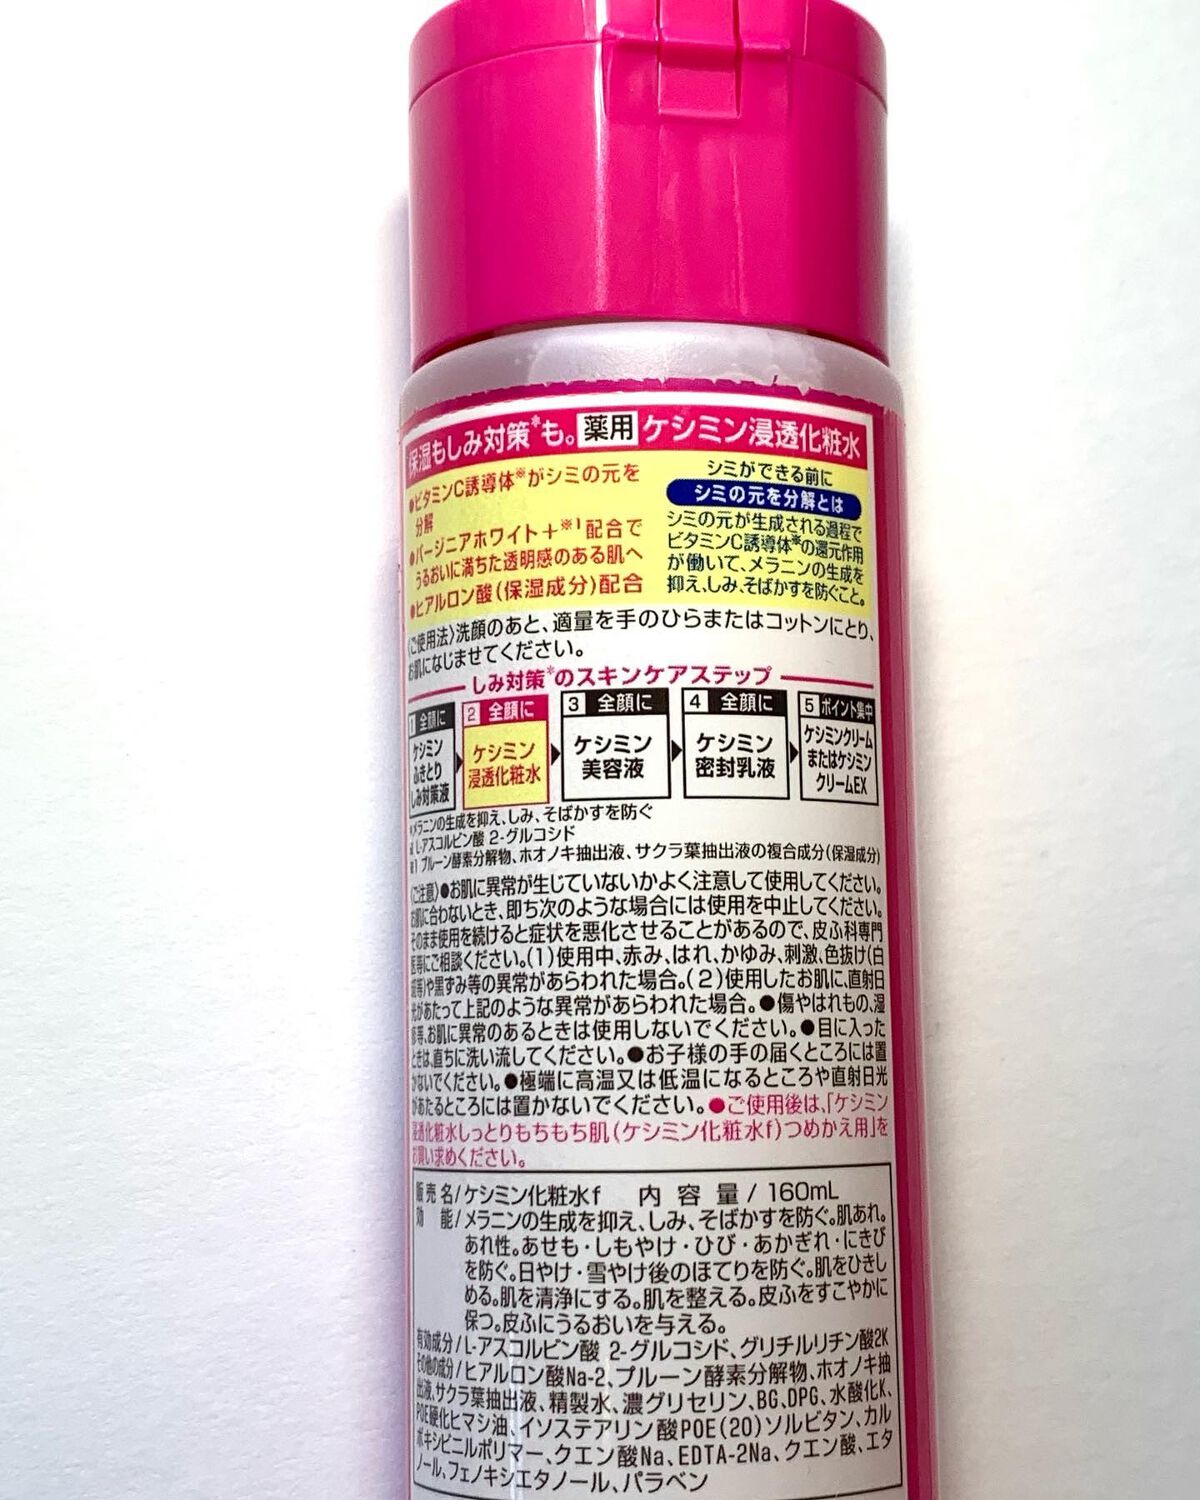 保湿もしみ対策*も。薬用ケシミン浸透化粧水
●ビタミンC誘導体※がシミの元を
分解
●バージニアホワイト＋※1配合で
うるおいに満ちた透明感のある肌へ
●ヒアルロン酸(保湿成分)配合
シミができる前に
シミの元を分解とは
シミの元が生成される過程で
ビタミンC誘導体※の還元作用
が働いて、メラニンの生成を
抑え、しみ、そばかすを防ぐこと。
〈ご使用法〉洗顔のあと、適量を手のひらまたはコットンにとり、
お肌になじませてください。
しみ対策*のスキンケアステップ
1 全顔に
ケシミン
ふきとり
しみ対策液
2 全顔に
ケシミン
浸透化粧水
3 全顔に
ケシミン
美容液
4 全顔に
ケシミン
密封乳液
5 ポイント集中
ケシミンクリーム
またはケシミン
クリームEX
*メラニンの生成を抑え、しみ、そばかすを防ぐ
※ L-アスコルビン酸 2-グルコシド
※1 プルーン酵素分解物、ホオノキ抽出液、サクラ葉抽出液の複合成分(保湿成分)
〈ご注意〉●お肌に異常が生じていないかよく注意して使用してください。
お肌に合わないとき、即ち次のような場合には使用を中止してください。
そのまま使用を続けると症状を悪化させることがあるので、皮ふ科専門
医等にご相談ください。(1)使用中、赤み、はれ、かゆみ、刺激、色抜け(白
斑等)や黒ずみ等の異常があらわれた場合。(2)使用したお肌に、直射日
光があたって上記のような異常があらわれた場合。●傷やはれもの、湿
疹等、お肌に異常のあるときは使用しないでください。●目に入った
ときは、直ちに洗い流してください。●お子様の手の届くところには置
かないでください。●極端に高温又は低温になるところや直射日光
があたるところには置かないでください。●ご使用後は、「ケシミン
浸透化粧水しっとりもちもち肌(ケシミン化粧水f)つめかえ用」を
お買い求めください。
販売名/ケシミン化粧水f 内容量/160mL
効能/メラニンの生成を抑え、しみ、そばかすを防ぐ。肌あれ。
あれ性。あせも・しもやけ・ひび・あかぎれ・にきび
を防ぐ。日やけ・雪やけ後のほてりを防ぐ。肌をひきし
める。肌を清浄にする。肌を整える。皮ふをすこやかに
保つ。皮ふにうるおいを与える。
有効成分/L-アスコルビン酸 2-グルコシド、グリチルリチン酸2K
その他の成分/ヒアルロン酸Na-2、プルーン酵素分解物、ホオノキ抽
出液、サクラ葉抽出液、精製水、濃グリセリン、BG、DPG、水酸化K、
POE硬化ヒマシ油、イソステアリン酸POE(20)ソルビタン、カル
ボキシビニルポリマー、クエン酸Na、EDTA-2Na、クエン酸、エタ
ノール、フェノキシエタノール、パラベン